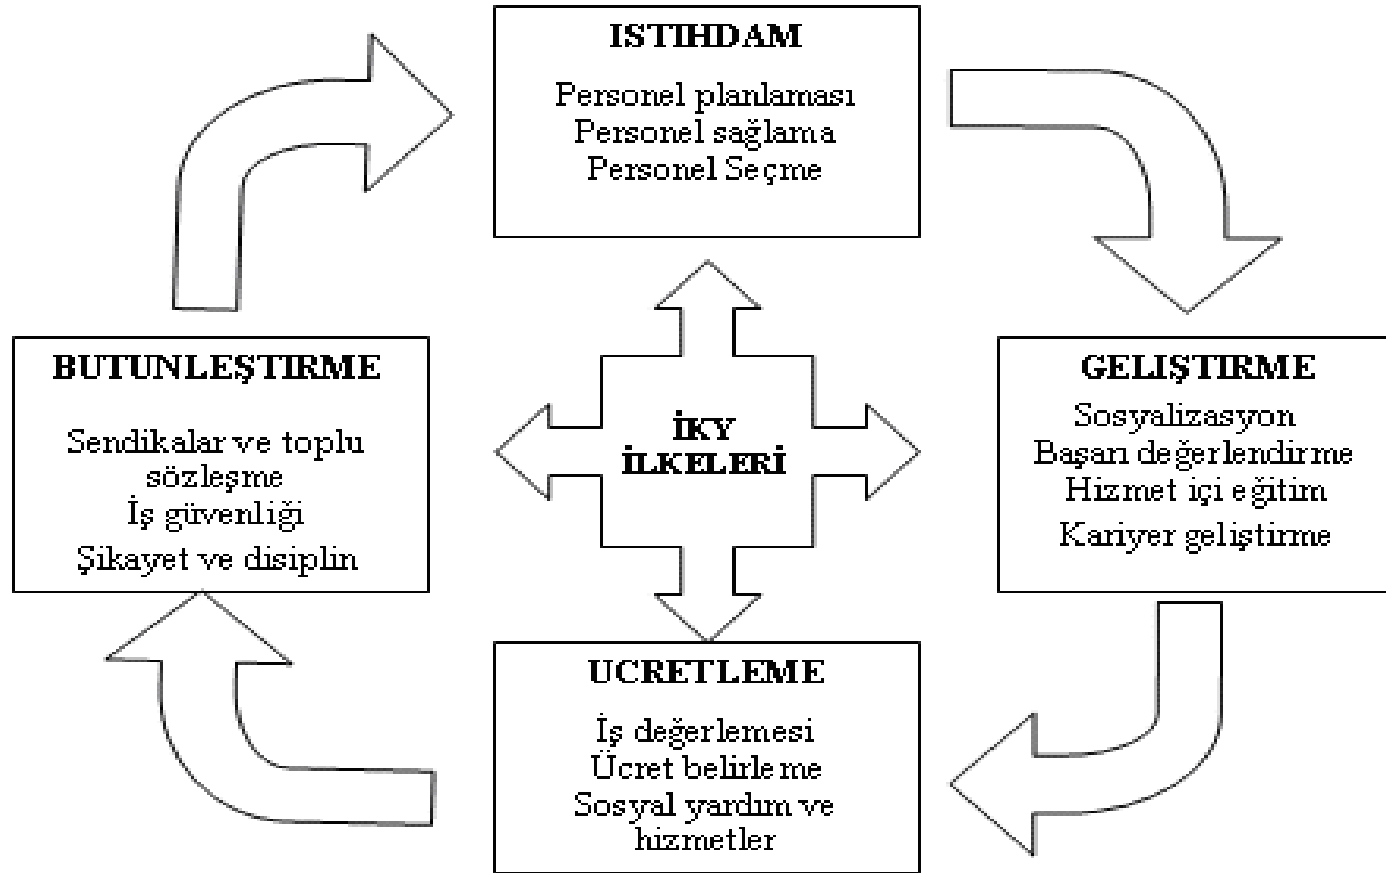 ISTIHDAM
Personel planlaması
Personel sağlama
Personel Seçme
BUTUNLEŞTIRME
Sendikalar ve toplu
sözleşme
İş güvenliği
Şikayet ve disiplin
İKY
İLKELERİ
GELIŞTIRME
Sosyalizasyon
Başarı değerlendirme
Hizmet içi eğitim
Kariyer geliştirme
UCRETLEME
İş değerlemesi
Ücret belirleme
Sosyal yardım ve
hizmetler